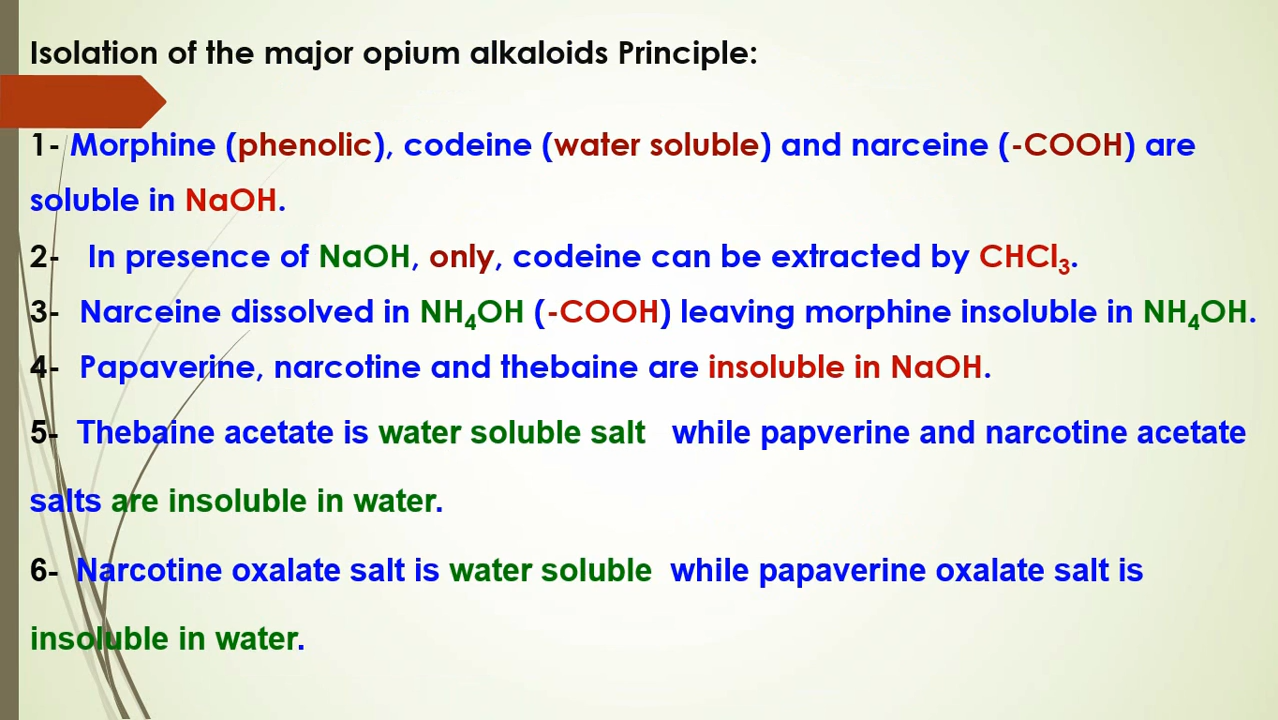 Isolation of the major opium alkaloids Principle:
1- Morphine (phenolic), codeine (water soluble) and narceine (-COOH) are
soluble in NaOH.
2- In presence of NaOH, only, codeine can be extracted by CHCl₃.
3- Narceine dissolved in NH₄OH (-COOH) leaving morphine insoluble in NH₄OH.
4- Papaverine, narcotine and thebaine are insoluble in NaOH.
5- Thebaine acetate is water soluble salt while papverine and narcotine acetate
salts are insoluble in water.
6- Narcotine oxalate salt is water soluble while papaverine oxalate salt is
insoluble in water.